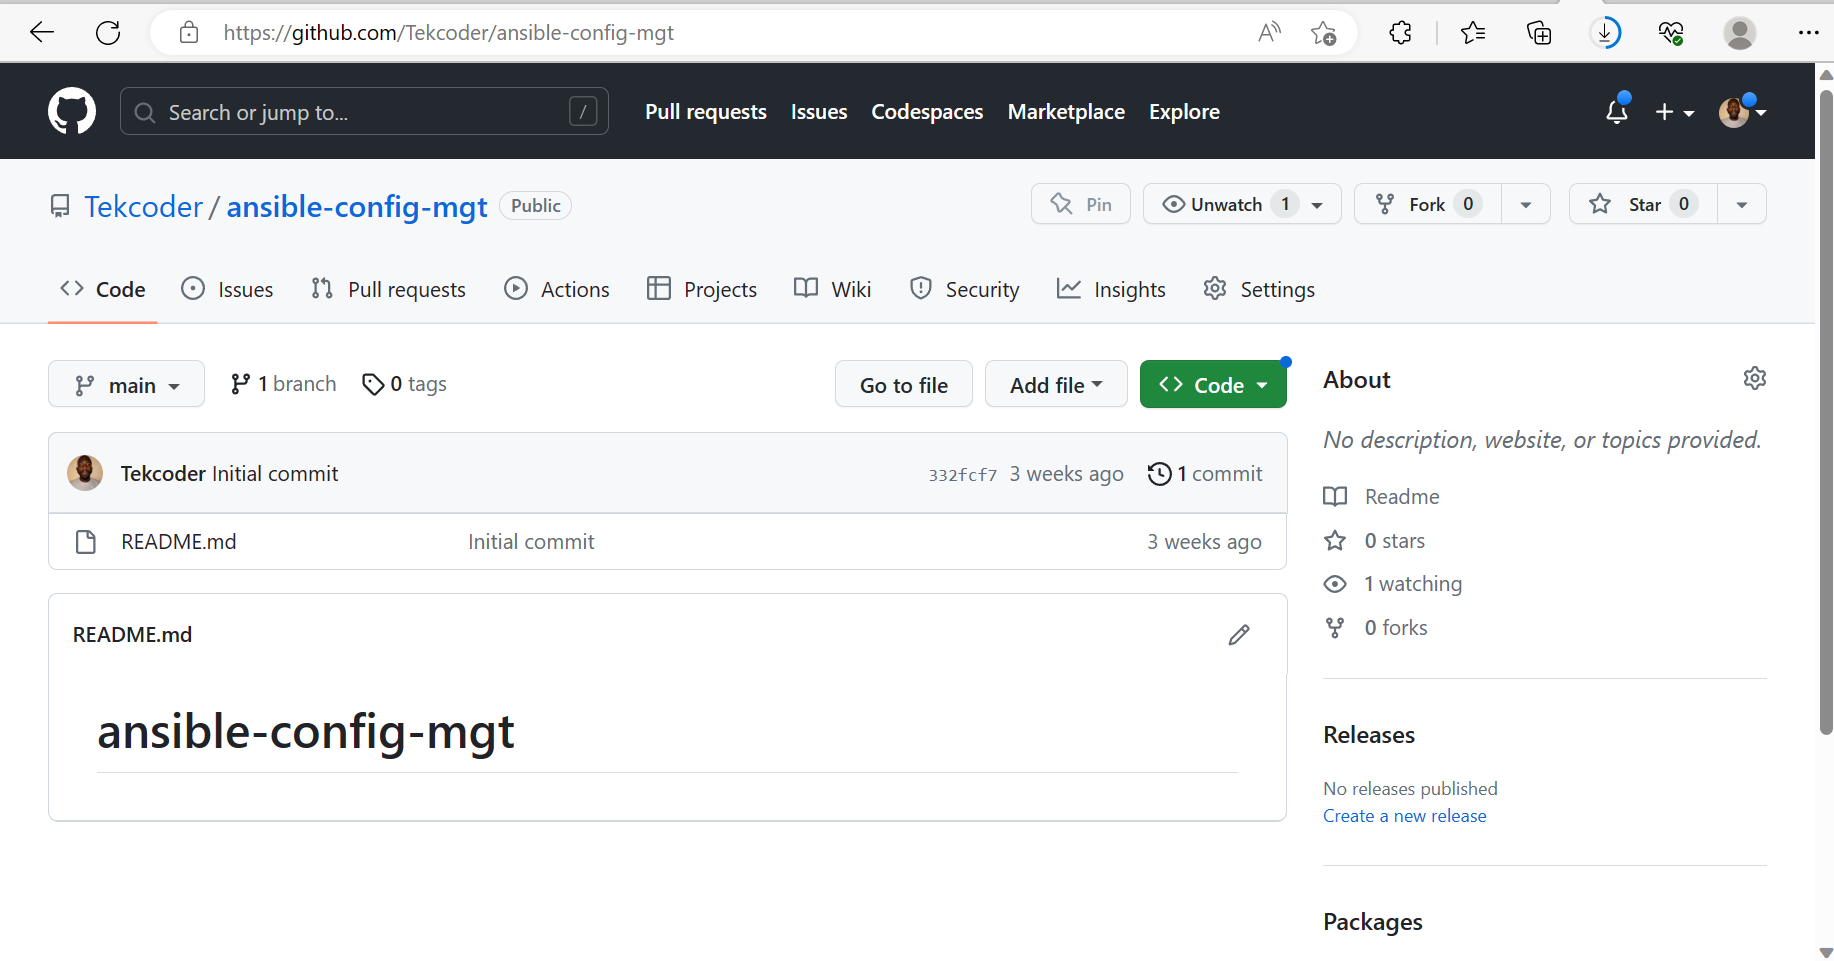 https://github.com/Tekcoder/ansible-config-mgt
Search or jump to... /
Pull requests Issues Codespaces Marketplace Explore
Tekcoder / ansible-config-mgt Public
Pin Unwatch 1 Fork 0 Star 0
Code Issues Pull requests Actions Projects Wiki Security Insights Settings
main 1 branch 0 tags Go to file Add file Code
Tekcoder Initial commit 332fcf7 3 weeks ago 1 commit
README.md Initial commit 3 weeks ago
README.md
ansible-config-mgt
About
No description, website, or topics provided.
Readme
0 stars
1 watching
0 forks
Releases
No releases published
Create a new release
Packages